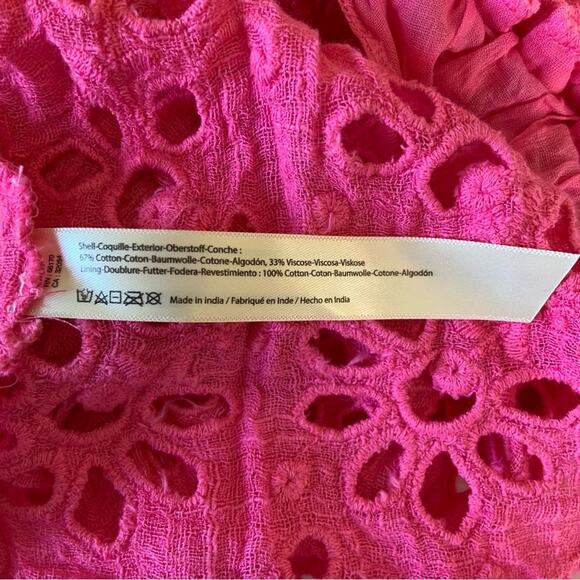 Shell-Coquille-Exterior-Oberstoff-Conche :
67% Cotton-Coton-Baumwolle-Cotone-Algodón, 33% Viscose-Viscosa-Viskose
Lining-Doublure-Futter-Fodera-Revestimiento : 100% Cotton-Coton-Baumwolle-Cotone-Algodón
Made in india / Fabriqué en Inde / Hecho en India